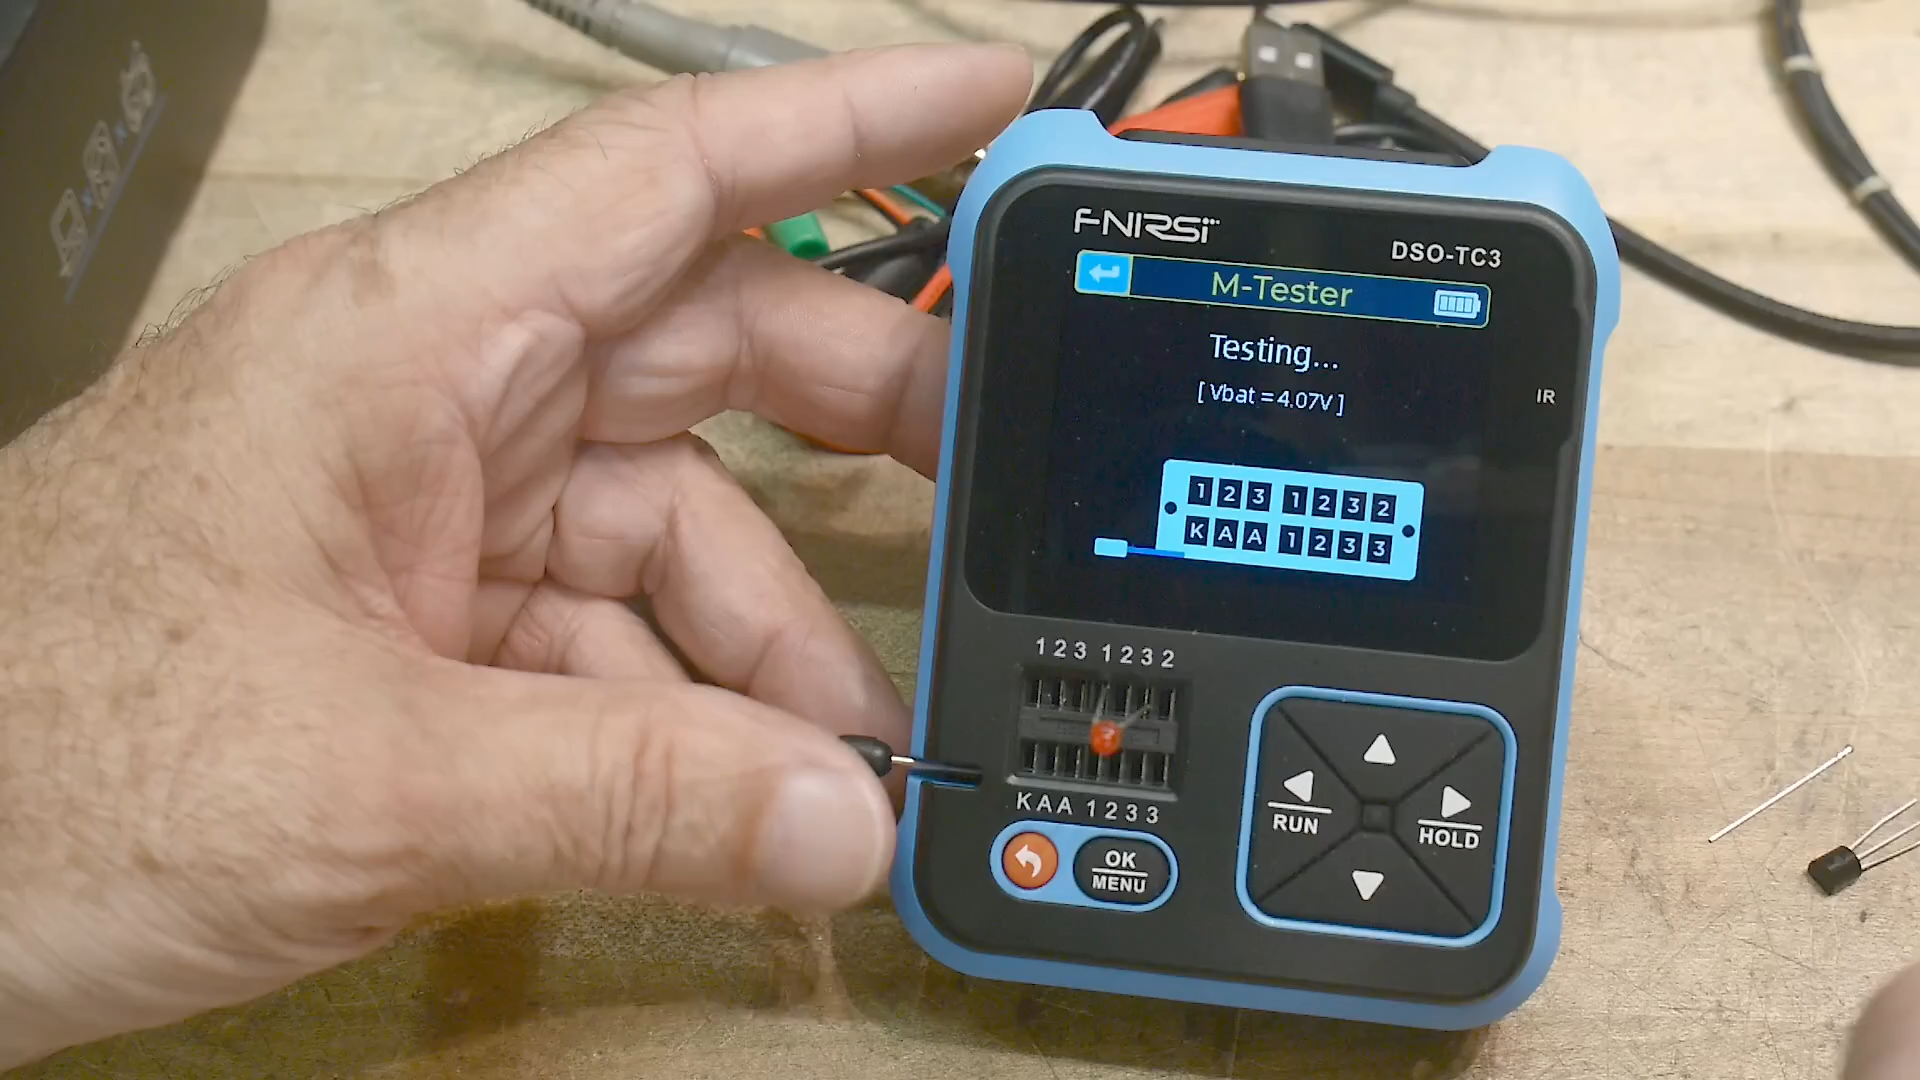 FNIRSI
DSO-TC3
M-Tester
Testing...
[ Vbat = 4.07V ]
IR
1 2 3 1 2 3 2
K A A 1 2 3 3
1 2 3 1 2 3 2
K A A 1 2 3 3
OK
MENU
RUN
HOLD